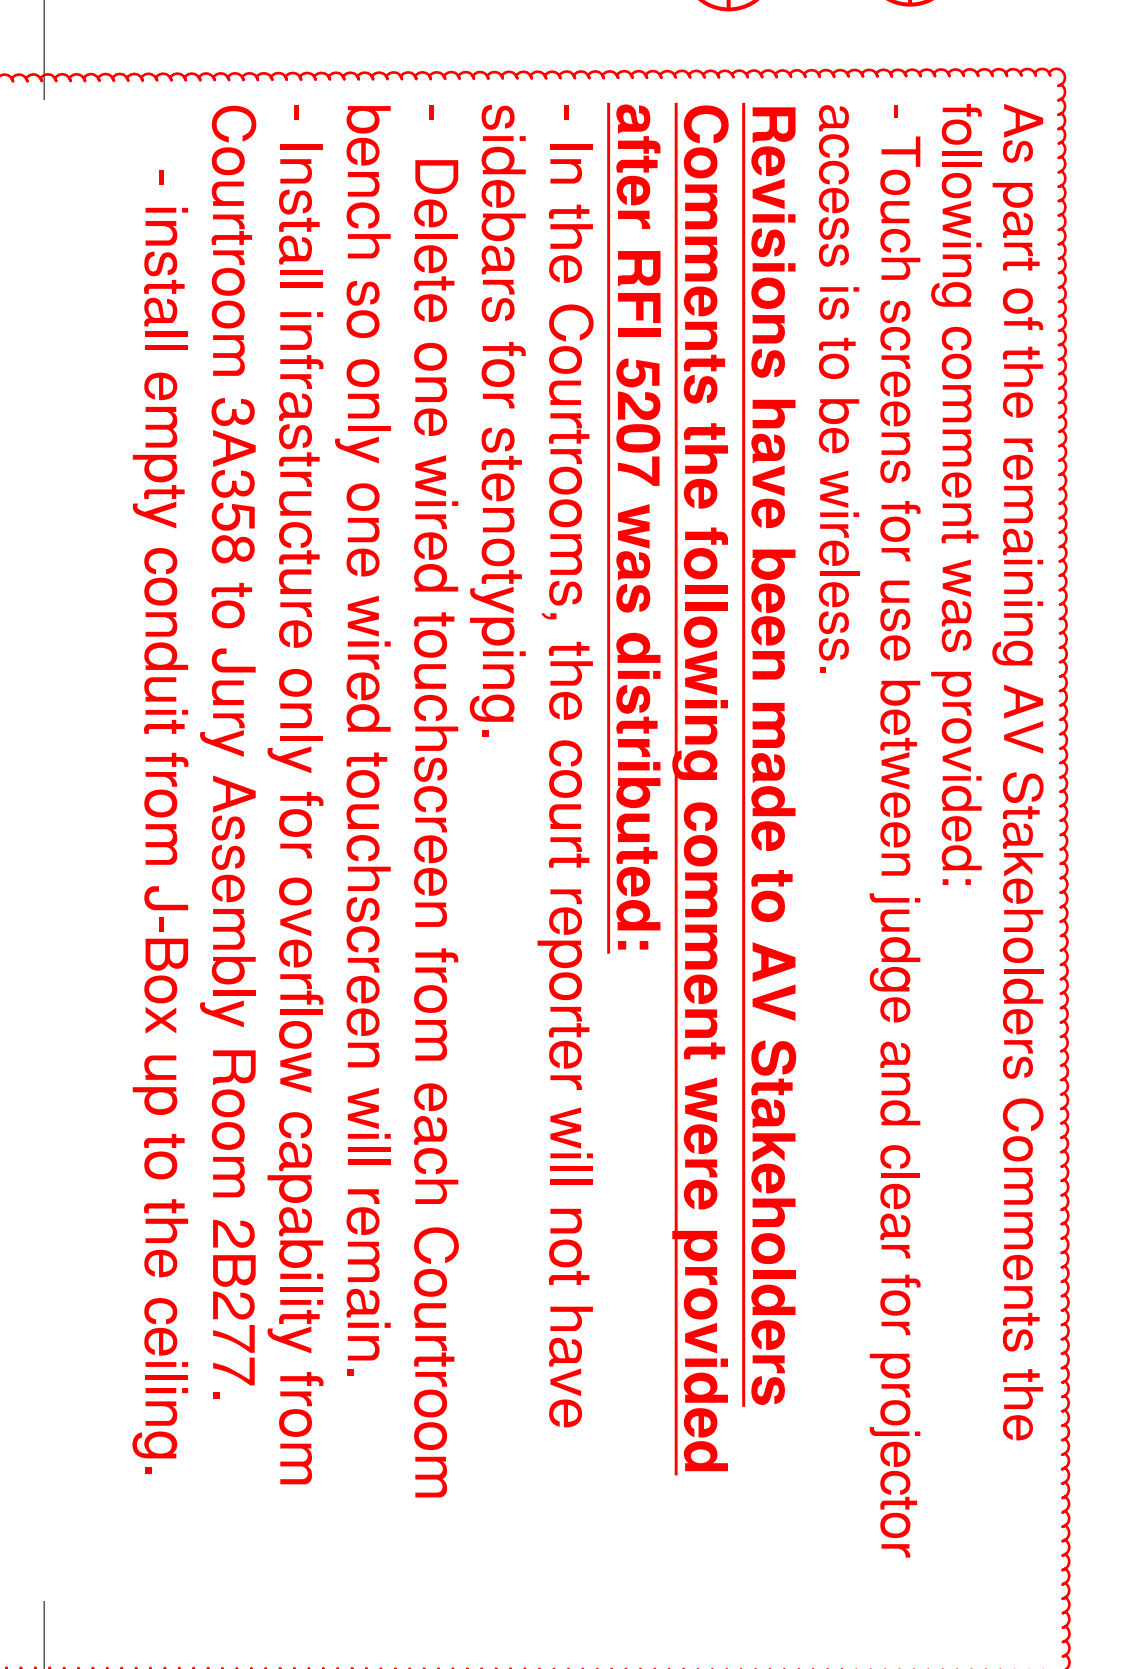 As part of the remaining AV Stakeholders Comments the
following comment was provided:
- Touch screens for use between judge and clear for projector
access is to be wireless.
Revisions have been made to AV Stakeholders
Comments the following comment were provided
after RFI 5207 was distributed:
- In the Courtrooms, the court reporter will not have
sidebars for stenotyping.
- Delete one wired touchscreen from each Courtroom
bench so only one wired touchscreen will remain.
- Install infrastructure only for overflow capability from
Courtroom 3A358 to Jury Assembly Room 2B277.
- install empty conduit from J-Box up to the ceiling.